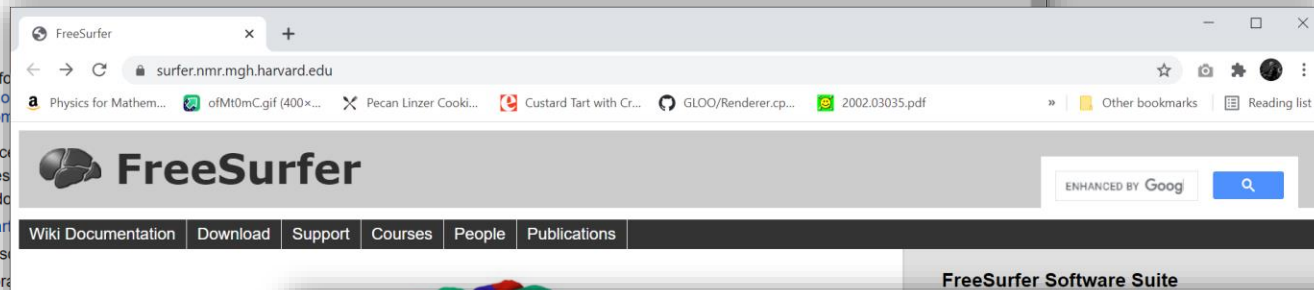 FreeSurfer
surfer.nmr.mgh.harvard.edu
Physics for Mathem... ofMt0mC.gif (400×... Pecan Linzer Cooki... Custard Tart with Cr... GLOO/Renderer.cp... 2002.03035.pdf » Other bookmarks Reading list
FreeSurfer
ENHANCED BY Goog
Wiki Documentation Download Support Courses People Publications
FreeSurfer Software Suite